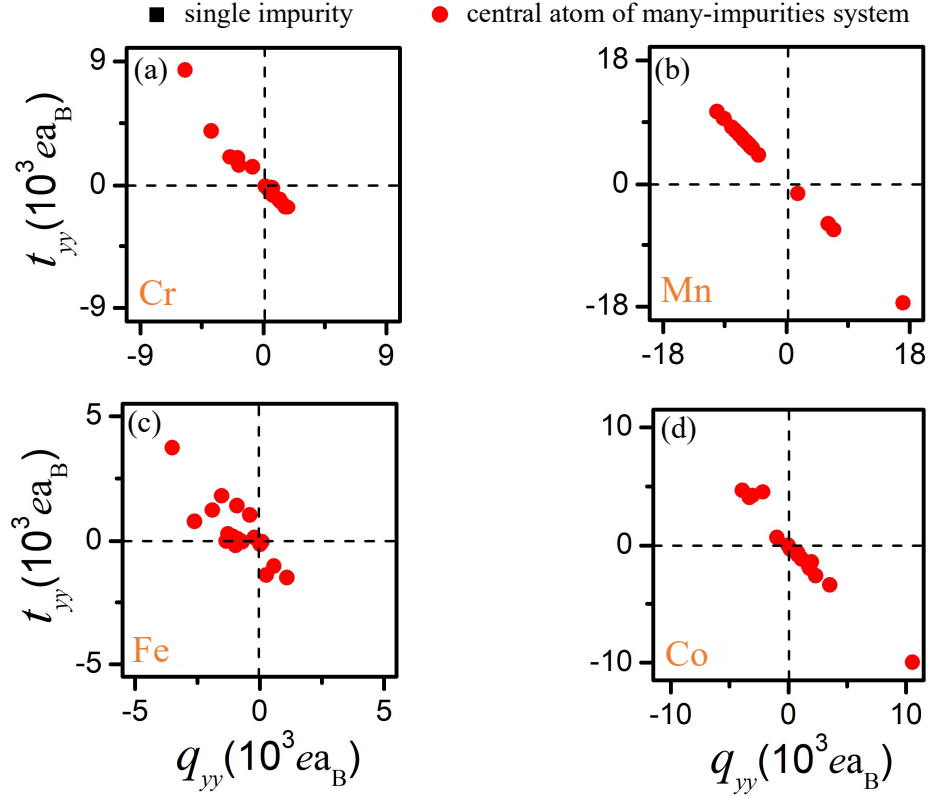 single impurity
central atom of many-impurities system
(a)
9
0
-9
t_yy (10^3 ea_B)
Cr
-9 0 9
(b)
18
0
-18
Mn
-18 0 18
(c)
5
0
-5
t_yy (10^3 ea_B)
Fe
-5 0 5
q_yy (10^3 ea_B)
(d)
10
0
-10
Co
-10 0 10
q_yy (10^3 ea_B)